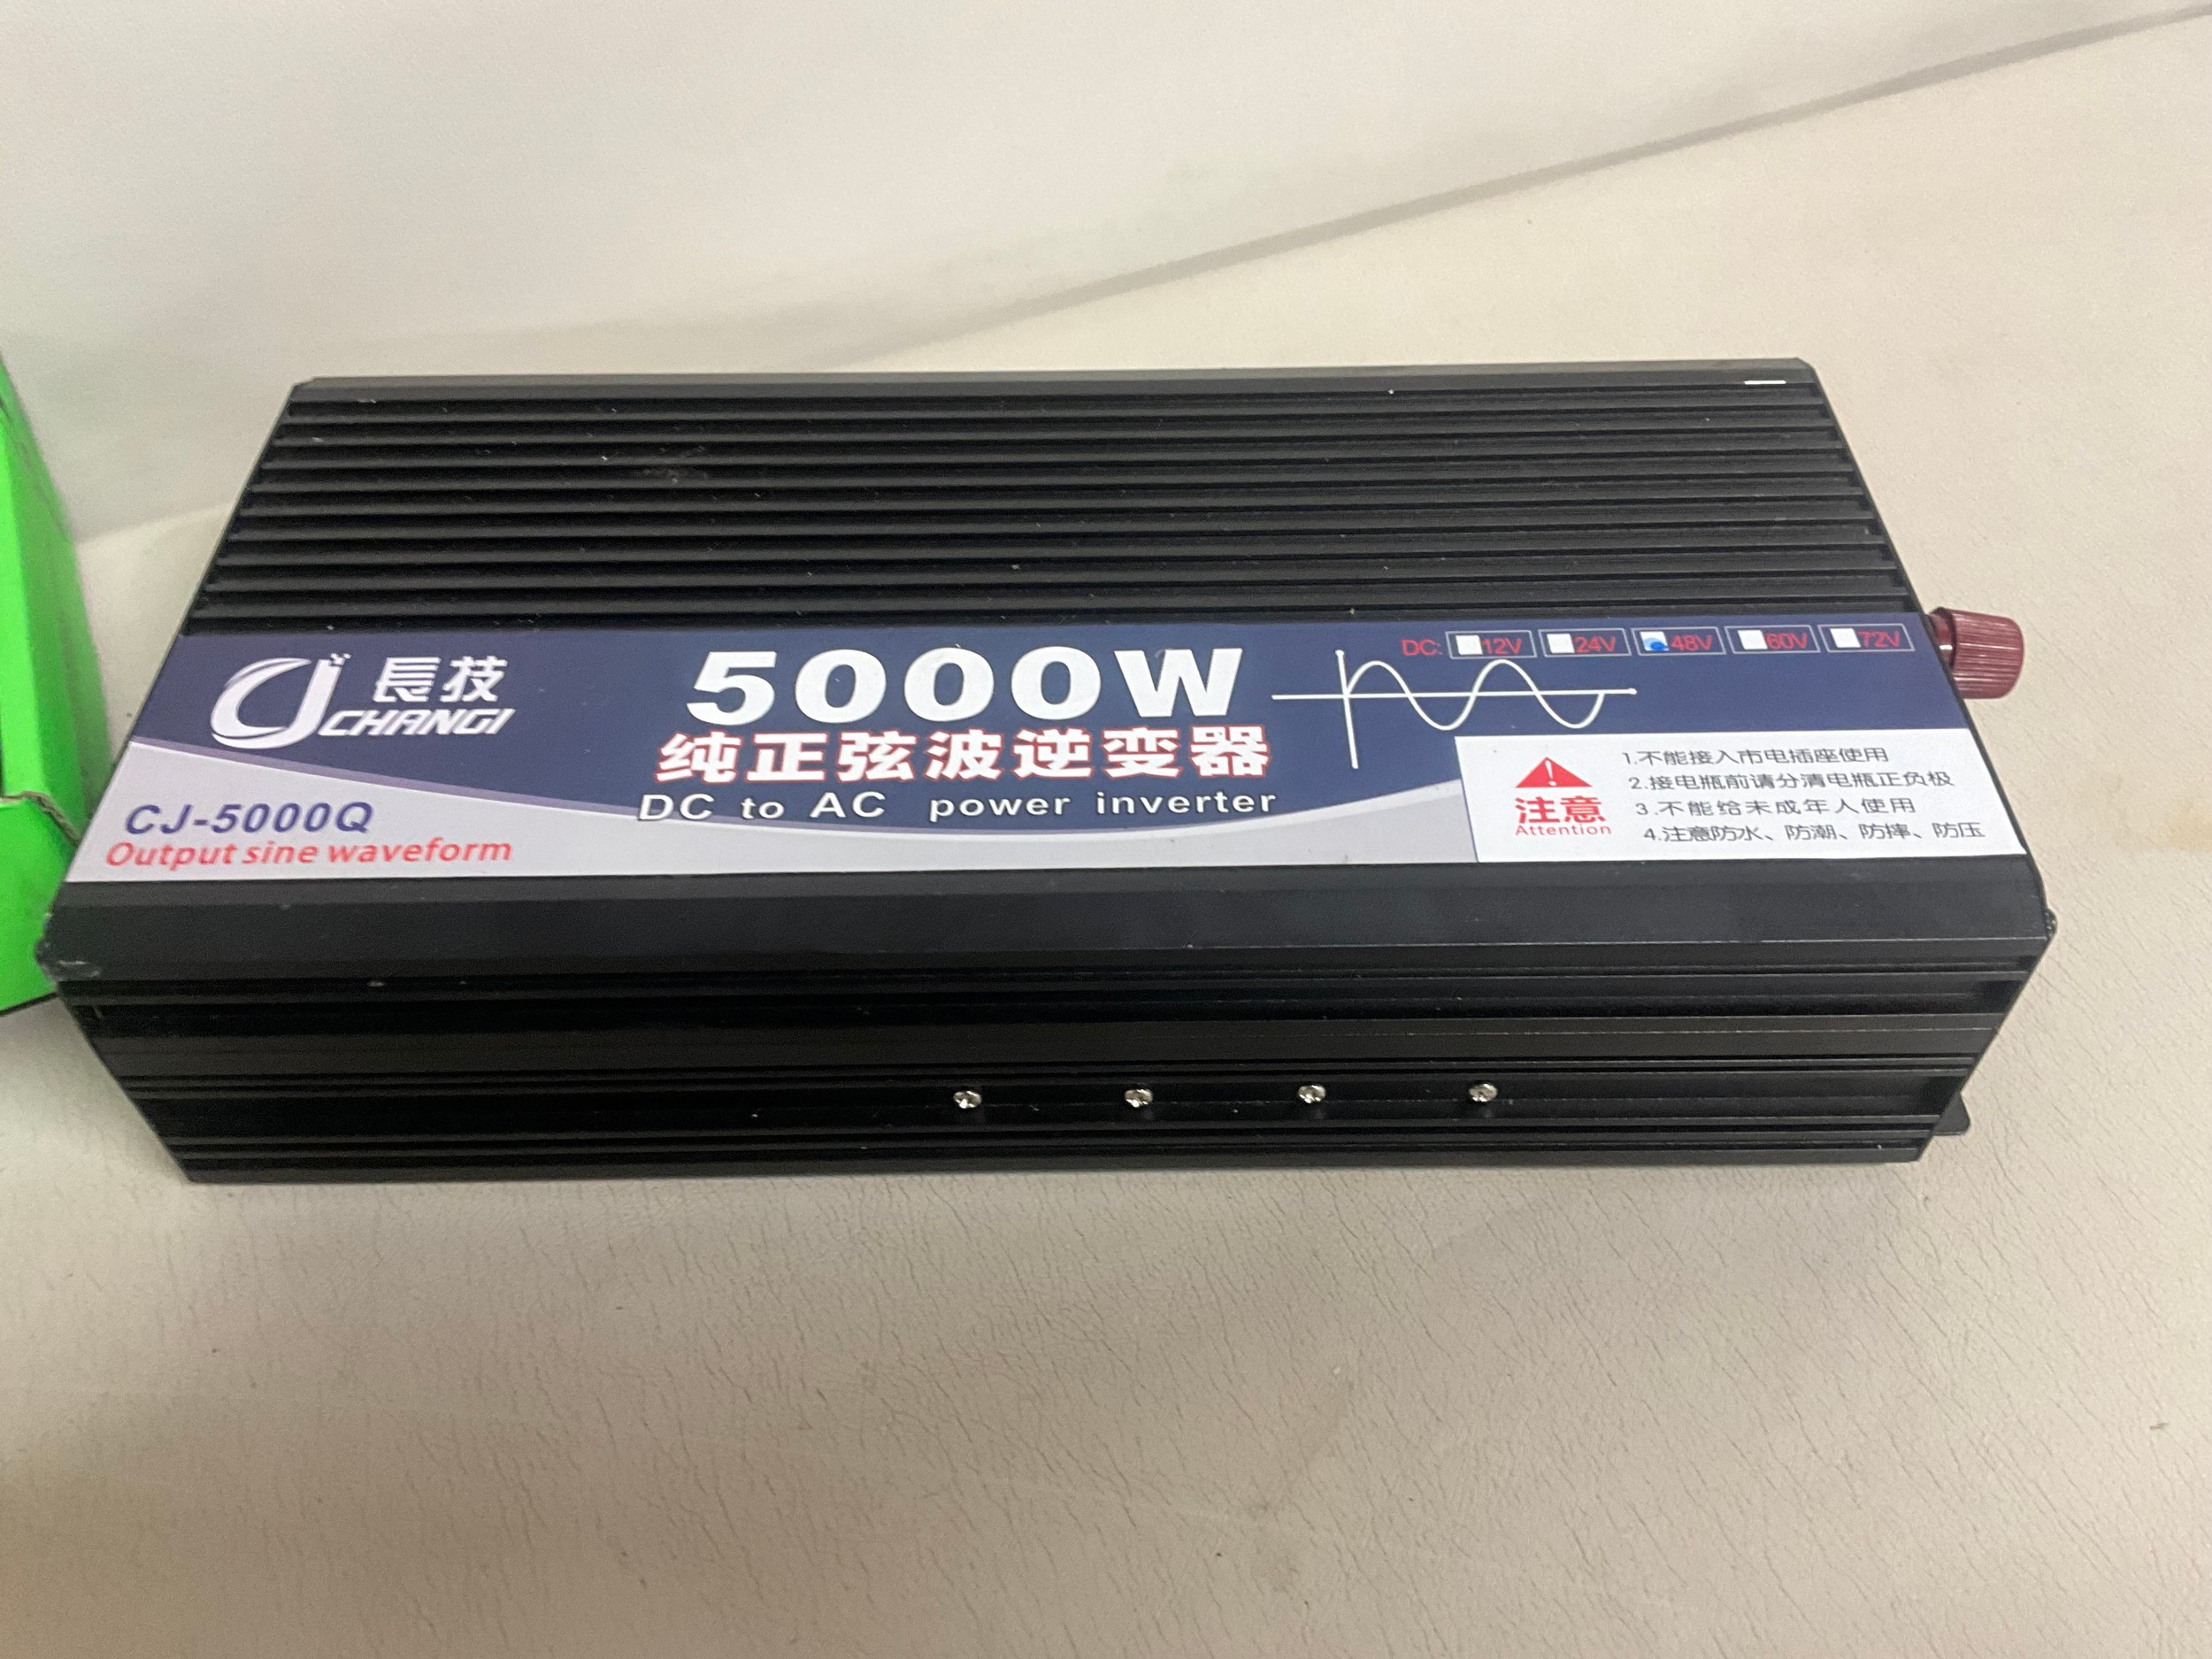 CJ 長技
CHANGI
5000W
DC: 12V 24V 48V 60V 72V
纯正弦波逆变器
DC to AC power inverter
CJ-5000Q
Output sine waveform
注意
Attention
1.不能接入市电插座使用
2.接电瓶前请分清电瓶正负极
3.不能给未成年人使用
4.注意防水、防潮、防摔、防压